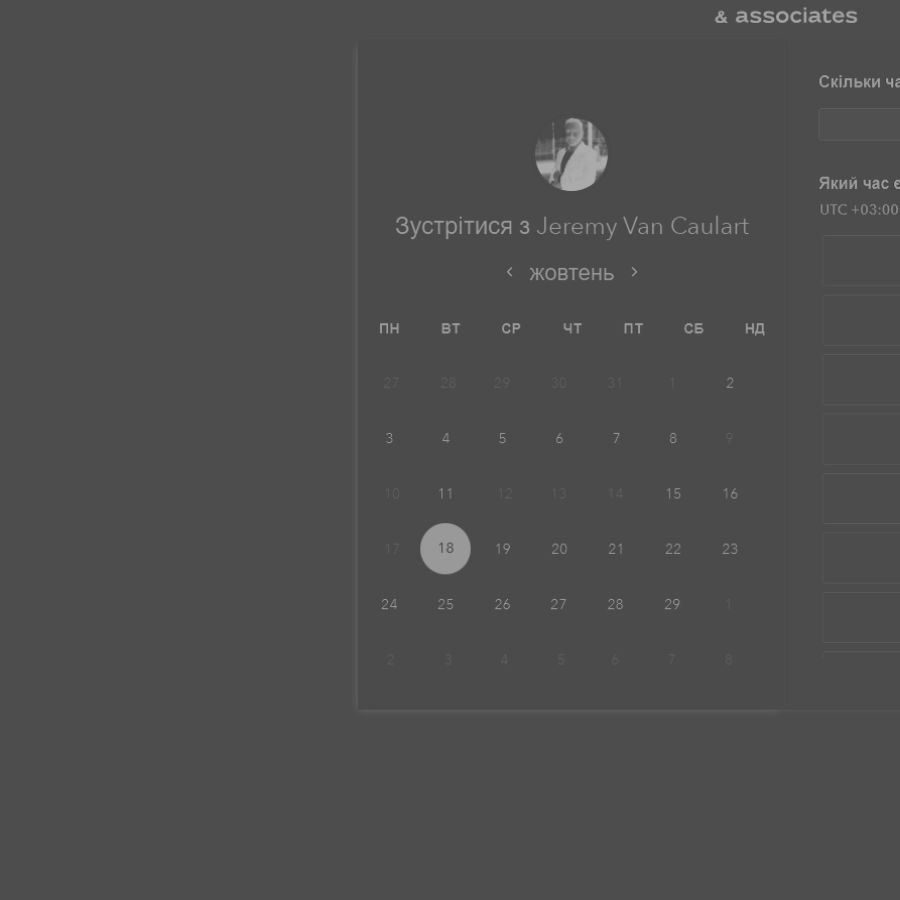 & associates
Зустрітися з Jeremy Van Caulart
жовтень
ПН ВТ СР ЧТ ПТ СБ НД
27 28 29 30 31 1 2
3 4 5 6 7 8 9
10 11 12 13 14 15 16
17 18 19 20 21 22 23
24 25 26 27 28 29 1
2 3 4 5 6 7 8
Скільки ча
Який час є
UTC +03:00